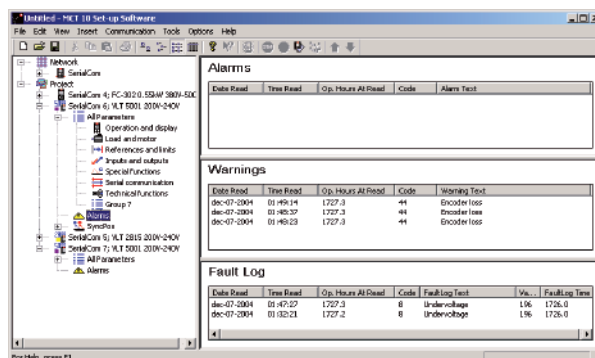 Untitled - MCT 10 Set-up Software
File Edit View Insert Communication Tools Options Help
Network
SerialCom
Project
SerialCom 4; FC-302 0.55kW 380V-500
SerialCom 6; VLT 5001 200V-240V
All Parameters
Operation and display
Load and motor
References and limits
Inputs and outputs
Special functions
Serial communication
Technical functions
Group 7
Alarms
SyncPos
SerialCom 5; VLT 2815 200V-240V
SerialCom 7; VLT 5001 200V-240V
All Parameters
Alarms
Alarms
Date Read Time Read Op. Hours At Read Code Alarm Text
Warnings
Date Read Time Read Op. Hours At Read Code Warning Text
dec-07-2004 01:49:14 1727.3 44 Encoder loss
dec-07-2004 01:48:37 1727.3 44 Encoder loss
dec-07-2004 01:48:23 1727.3 44 Encoder loss
Fault Log
Date Read Time Read Op. Hours At Read Code Fault Log Text Va... Fault Log Time
dec-07-2004 01:47:27 1727.3 8 Undervoltage 196 1726.0
dec-07-2004 01:32:21 1727.2 8 Undervoltage 196 1726.0
For Help, press F1